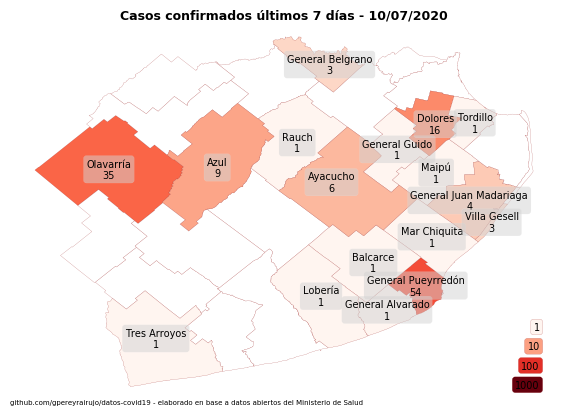 Casos confirmados últimos 7 días - 10/07/2020
General Belgrano
3
Dolores
16
Tordillo
1
Rauch
1
General Guido
1
Olavarría
35
Azul
9
Ayacucho
6
Maipú
1
General Juan Madariaga
4
Villa Gesell
3
Mar Chiquita
1
Balcarce
1
General Pueyrredón
54
Lobería
1
General Alvarado
1
Tres Arroyos
1
1
10
100
1000
github.com/gpereyrairujo/datos-covid19 - elaborado en base a datos abiertos del Ministerio de Salud